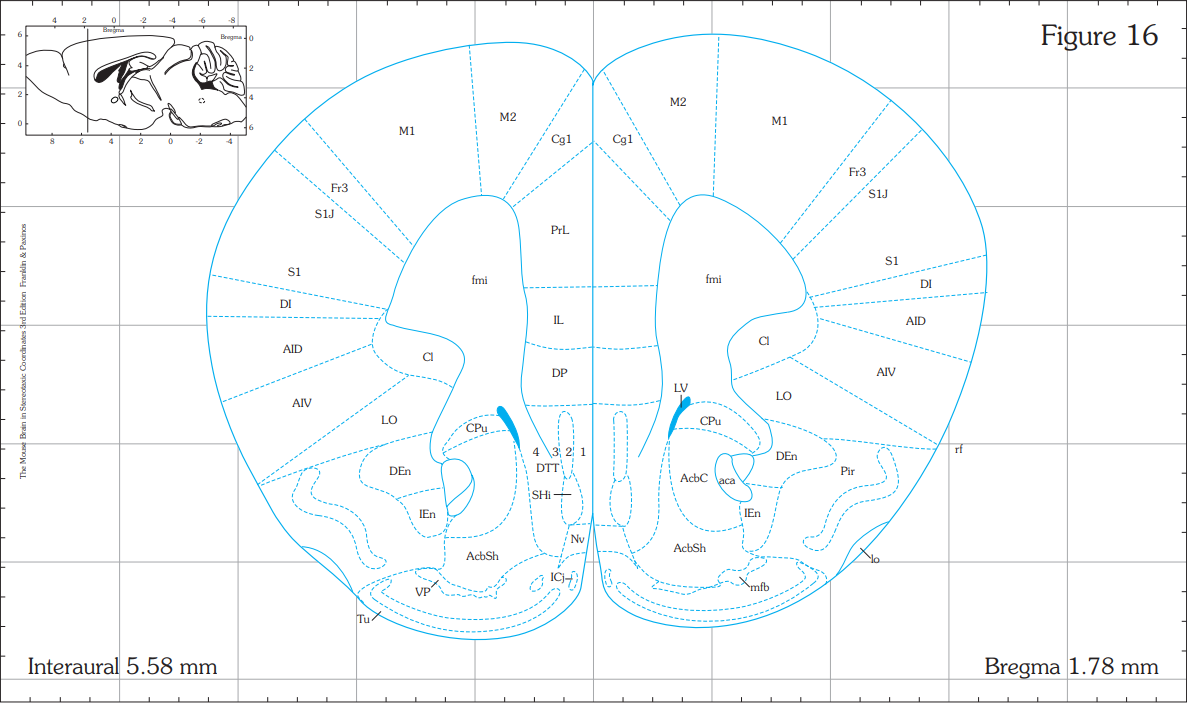 4 2 0 -2 -4 -6 -8
Bregma
Bregma
6
4
2
0
0
2
4
6
8 6 4 2 0 -2 -4
Figure 16
M2
M2
M1
M1
Cg1
Cg1
Fr3
Fr3
S1J
S1J
PrL
S1
S1
fmi
fmi
DI
DI
IL
AID
AID
Cl
Cl
DP
AIV
AIV
LV
LO
LO
CPu
CPu
rf
4 3 2 1
DTT
DEn
DEn
Pir
AcbC
aca
SHi
IEn
IEn
Nv
AcbSh
AcbSh
lo
ICj
VP
mfb
Tu
The Mouse Brain in Stereotaxic Coordinates 3rd Edition Franklin & Paxinos
Interaural 5.58 mm
Bregma 1.78 mm